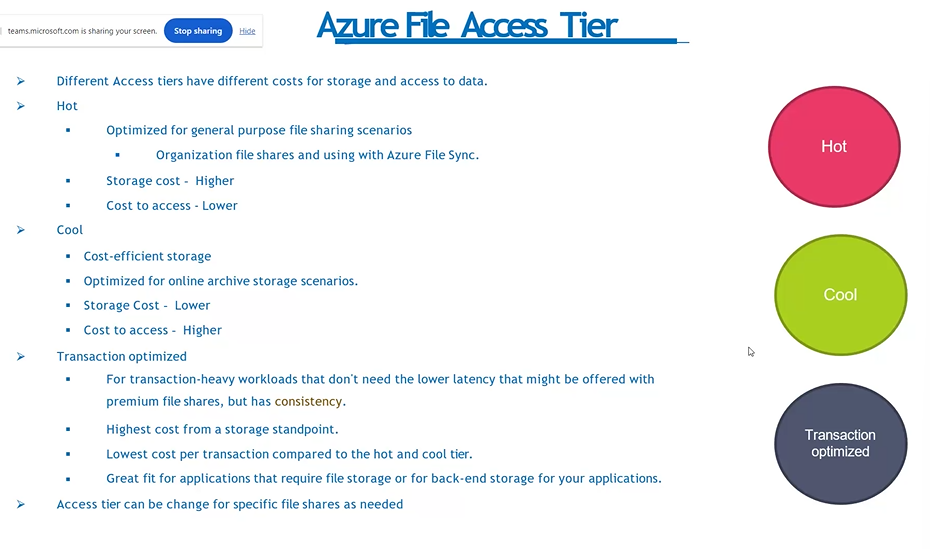 Azure File Access Tier
teams.microsoft.com is sharing your screen. Stop sharing Hide
Different Access tiers have different costs for storage and access to data.
Hot
Optimized for general purpose file sharing scenarios
Organization file shares and using with Azure File Sync.
Storage cost - Higher
Cost to access - Lower
Cool
Cost-efficient storage
Optimized for online archive storage scenarios.
Storage Cost - Lower
Cost to access - Higher
Transaction optimized
For transaction-heavy workloads that don't need the lower latency that might be offered with
premium file shares, but has consistency.
Highest cost from a storage standpoint.
Lowest cost per transaction compared to the hot and cool tier.
Great fit for applications that require file storage or for back-end storage for your applications.
Access tier can be change for specific file shares as needed
Hot
Cool
Transaction
optimized